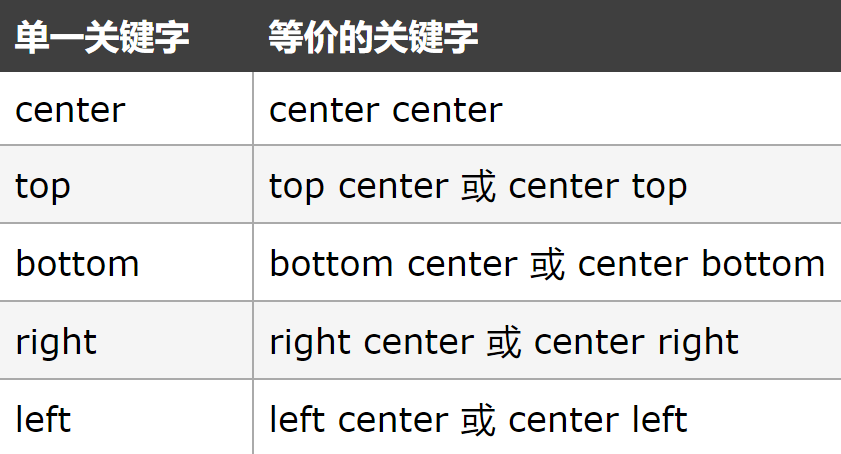 单一关键字 等价的关键字
center center center
top top center 或 center top
bottom bottom center 或 center bottom
right right center 或 center right
left left center 或 center left